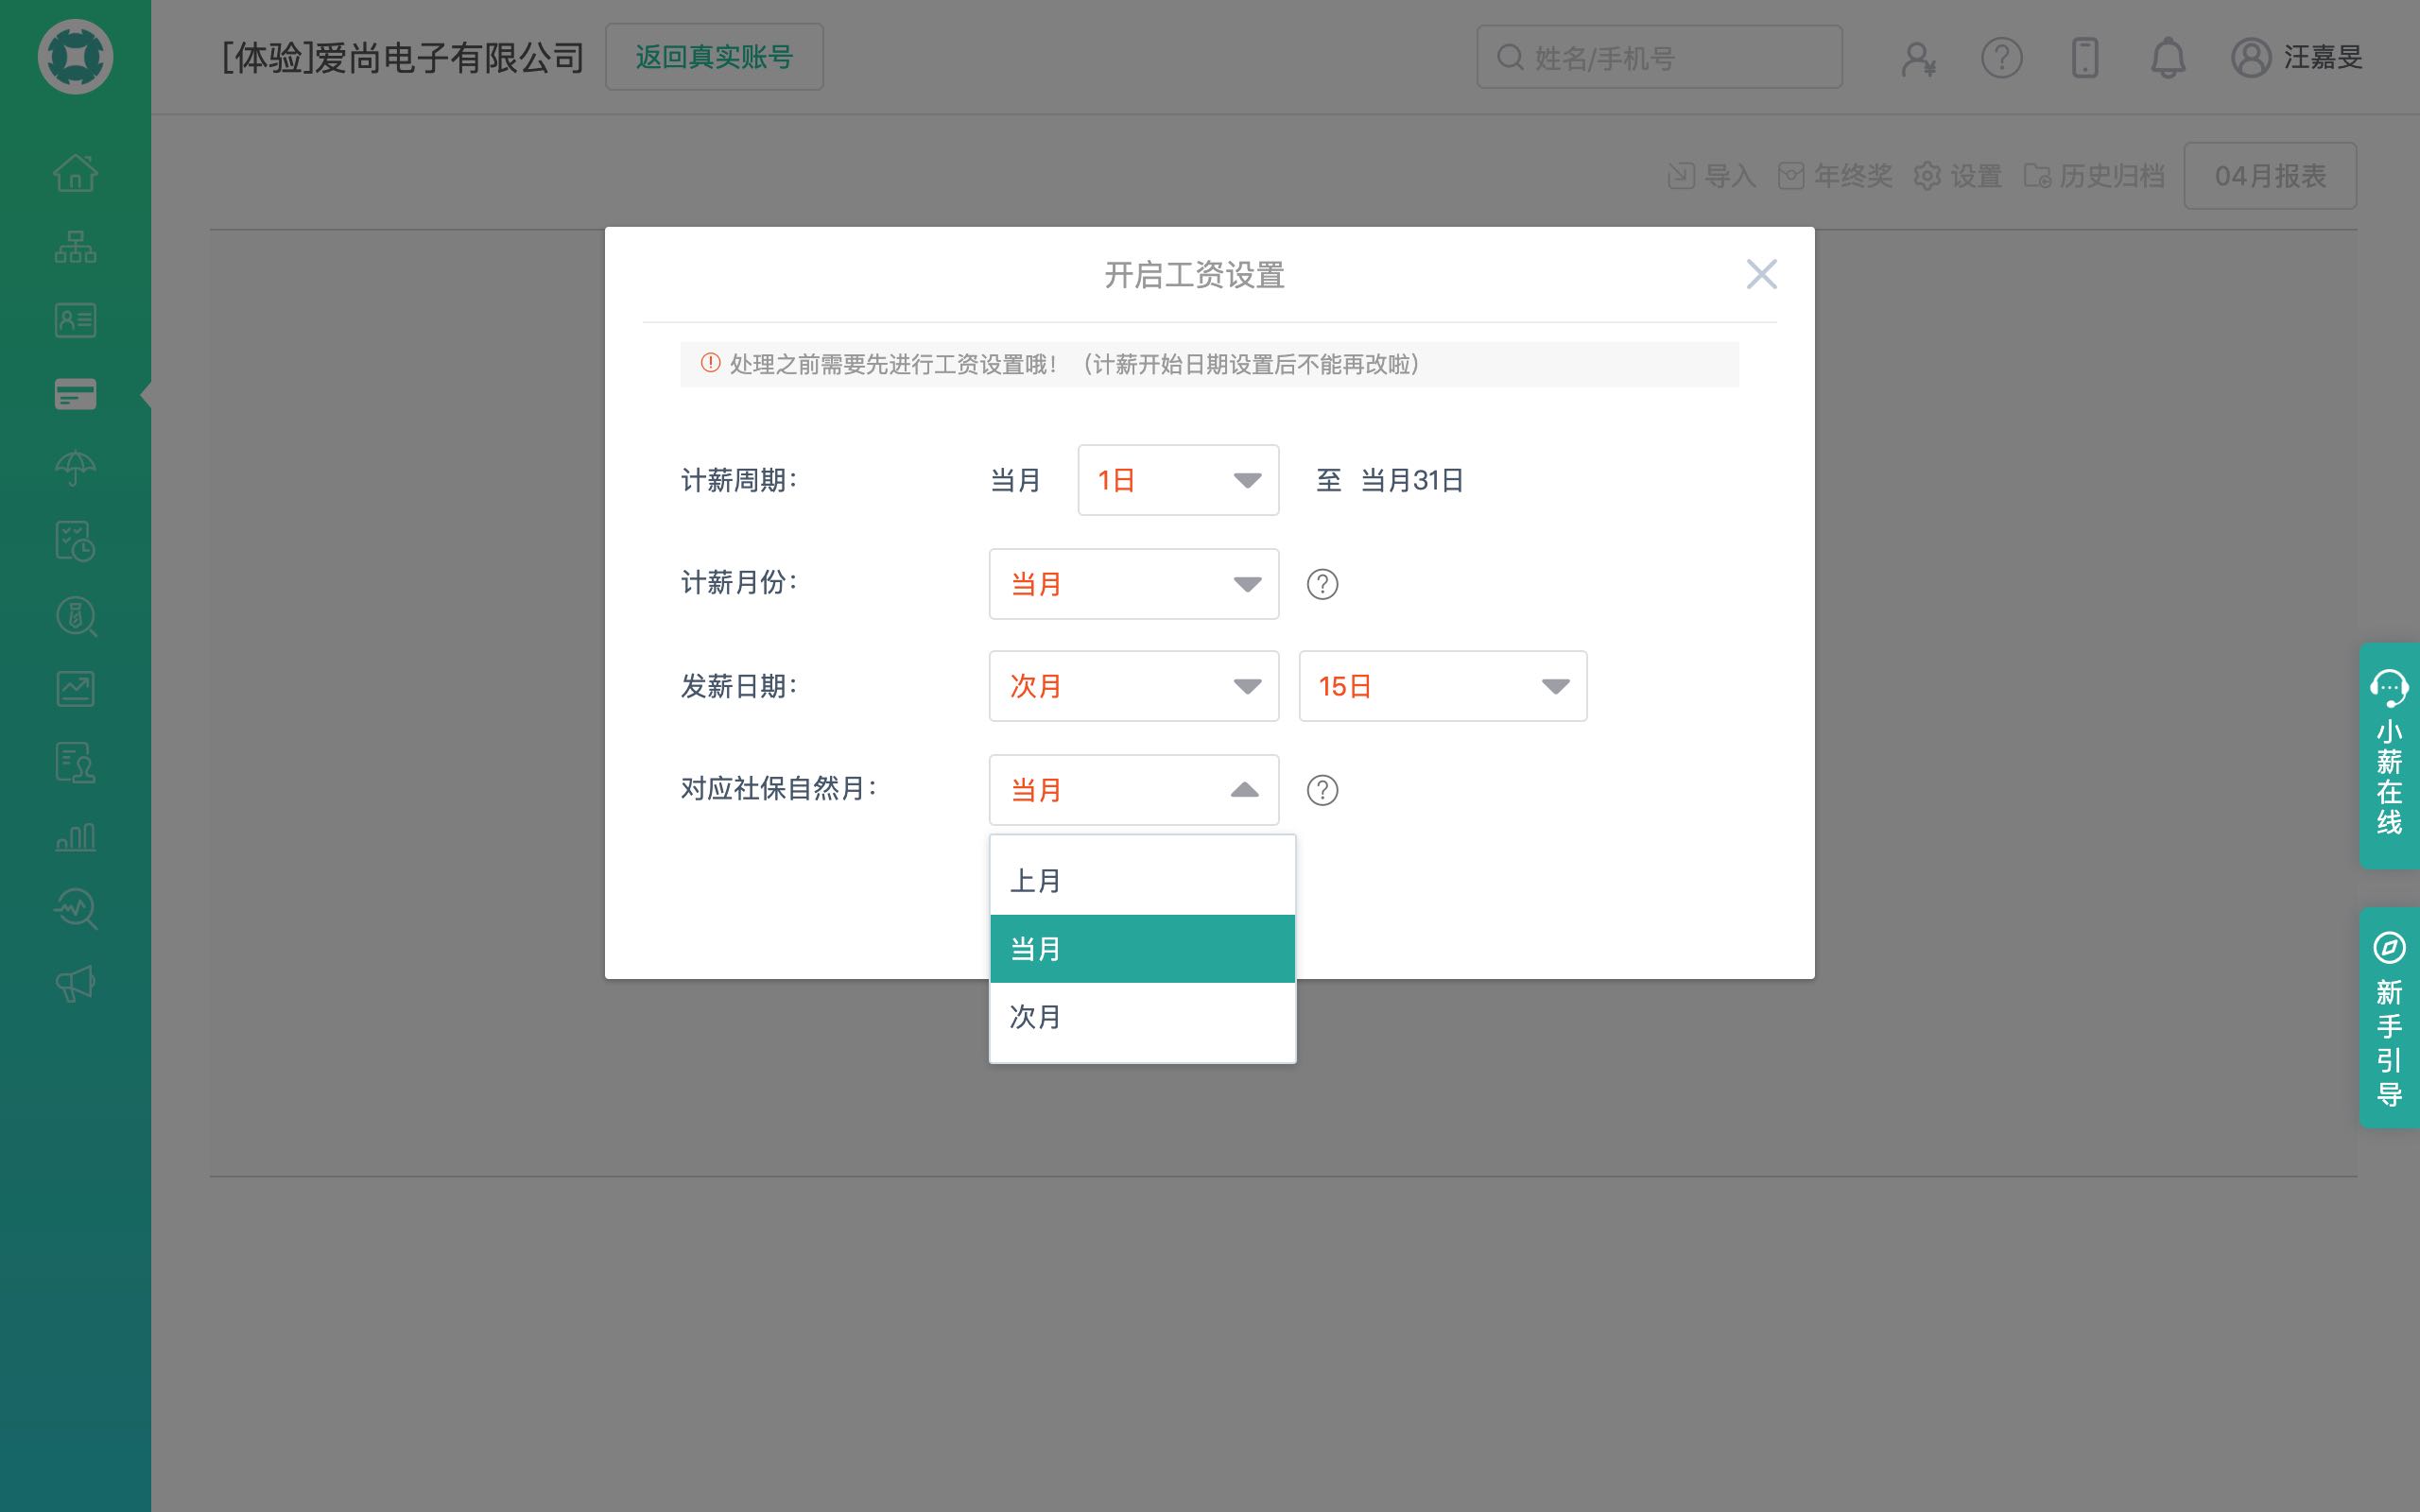 [体验]爱尚电子有限公司
返回真实账号
姓名/手机号
汪嘉旻
导入
年终奖
设置
历史归档
04月报表
开启工资设置
处理之前需要先进行工资设置哦！（计薪开始日期设置后不能再改啦）
计薪周期：
当月
1日
至 当月31日
计薪月份：
当月
发薪日期：
次月
15日
对应社保自然月：
当月
上月
当月
次月
小薪在线
新手引导